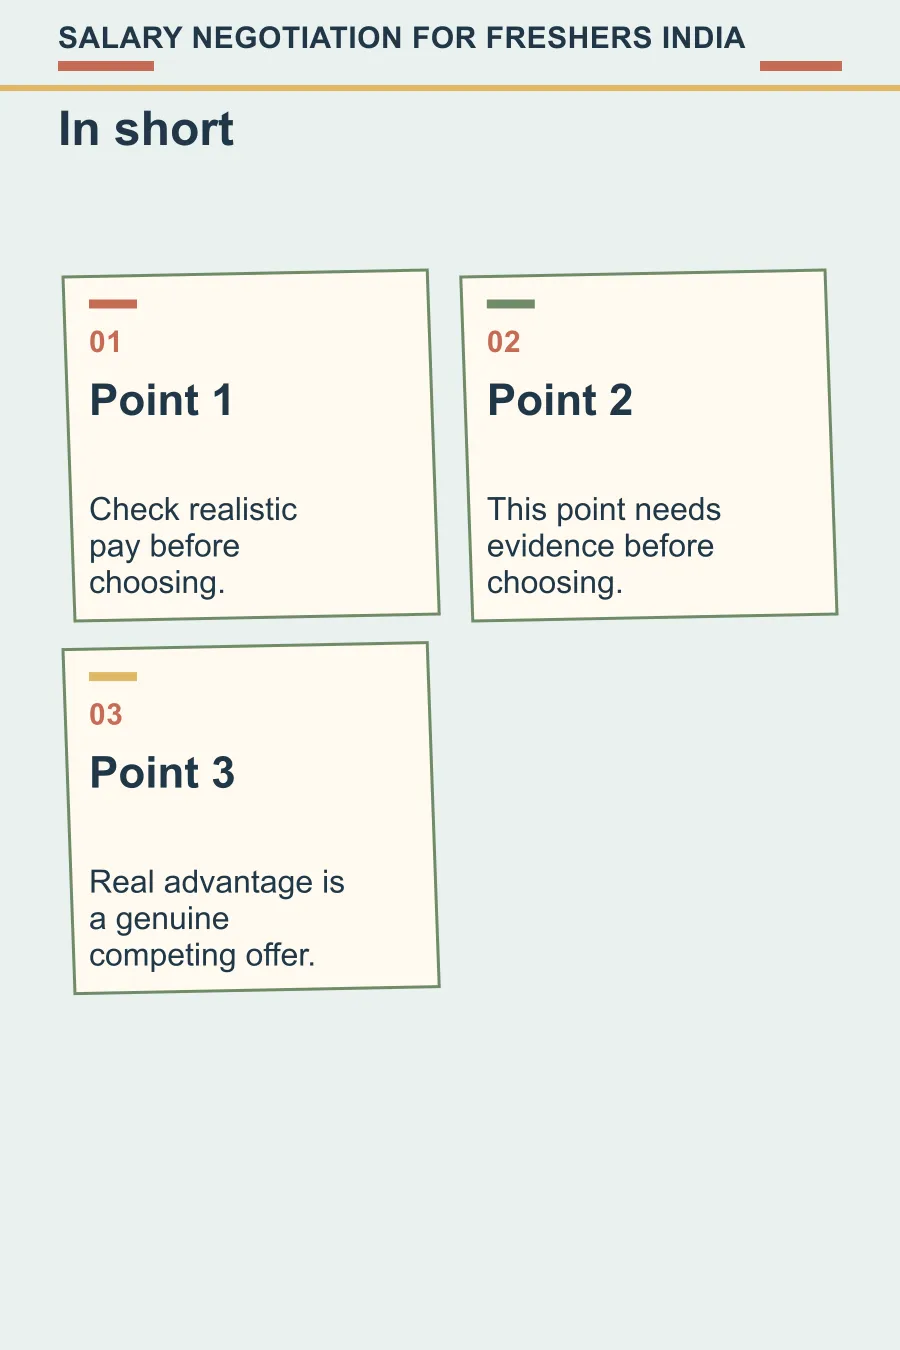 SALARY NEGOTIATION FOR FRESHERS INDIA
In short
01
Point 1
Check realistic
pay before
choosing.
02
Point 2
This point needs
evidence before
choosing.
03
Point 3
Real advantage is
a genuine
competing offer.